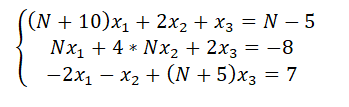 (N + 10)x₁ + 2x₂ + x₃ = N − 5
Nx₁ + 4 * Nx₂ + 2x₃ = −8
−2x₁ − x₂ + (N + 5)x₃ = 7